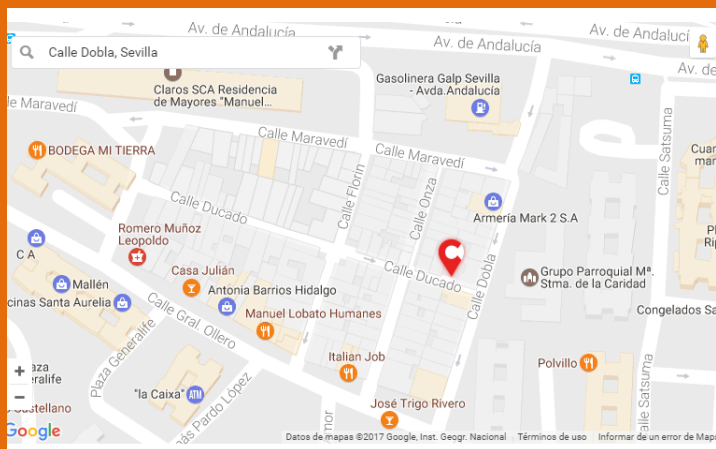 Av. de Andalucía
Av. de Andalucía
Av. de
Calle Dobla, Sevilla
Claros SCA Residencia
de Mayores "Manuel...
Gasolinera Galp Sevilla
- Avda.Andalucía
le Maravedí
Calle Maravedí
Calle Maravedí
BODEGA MI TIERRA
Calle Satsuma
Calle Florin
Calle Onza
Calle Ducado
Armería Mark 2 S.A
Romero Muñoz
Leopoldo
C A
Casa Julián
Calle Ducado
Calle Dobla
Grupo Parroquial Mª.
Stma. de la Caridad
Mallén
cinas Santa Aurelia
Antonia Barrios Hidalgo
Manuel Lobato Humanes
Congelados Sa
Calle Gral. Ollero
Plaza Generalife
Italian Job
Polvillo
Calle Satsuma
+
−
"la Caixa"
ATM
José Trigo Rivero
Google
Datos de mapas ©2017 Google, Inst. Geogr. Nacional
Términos de uso
Informar de un error de Maps